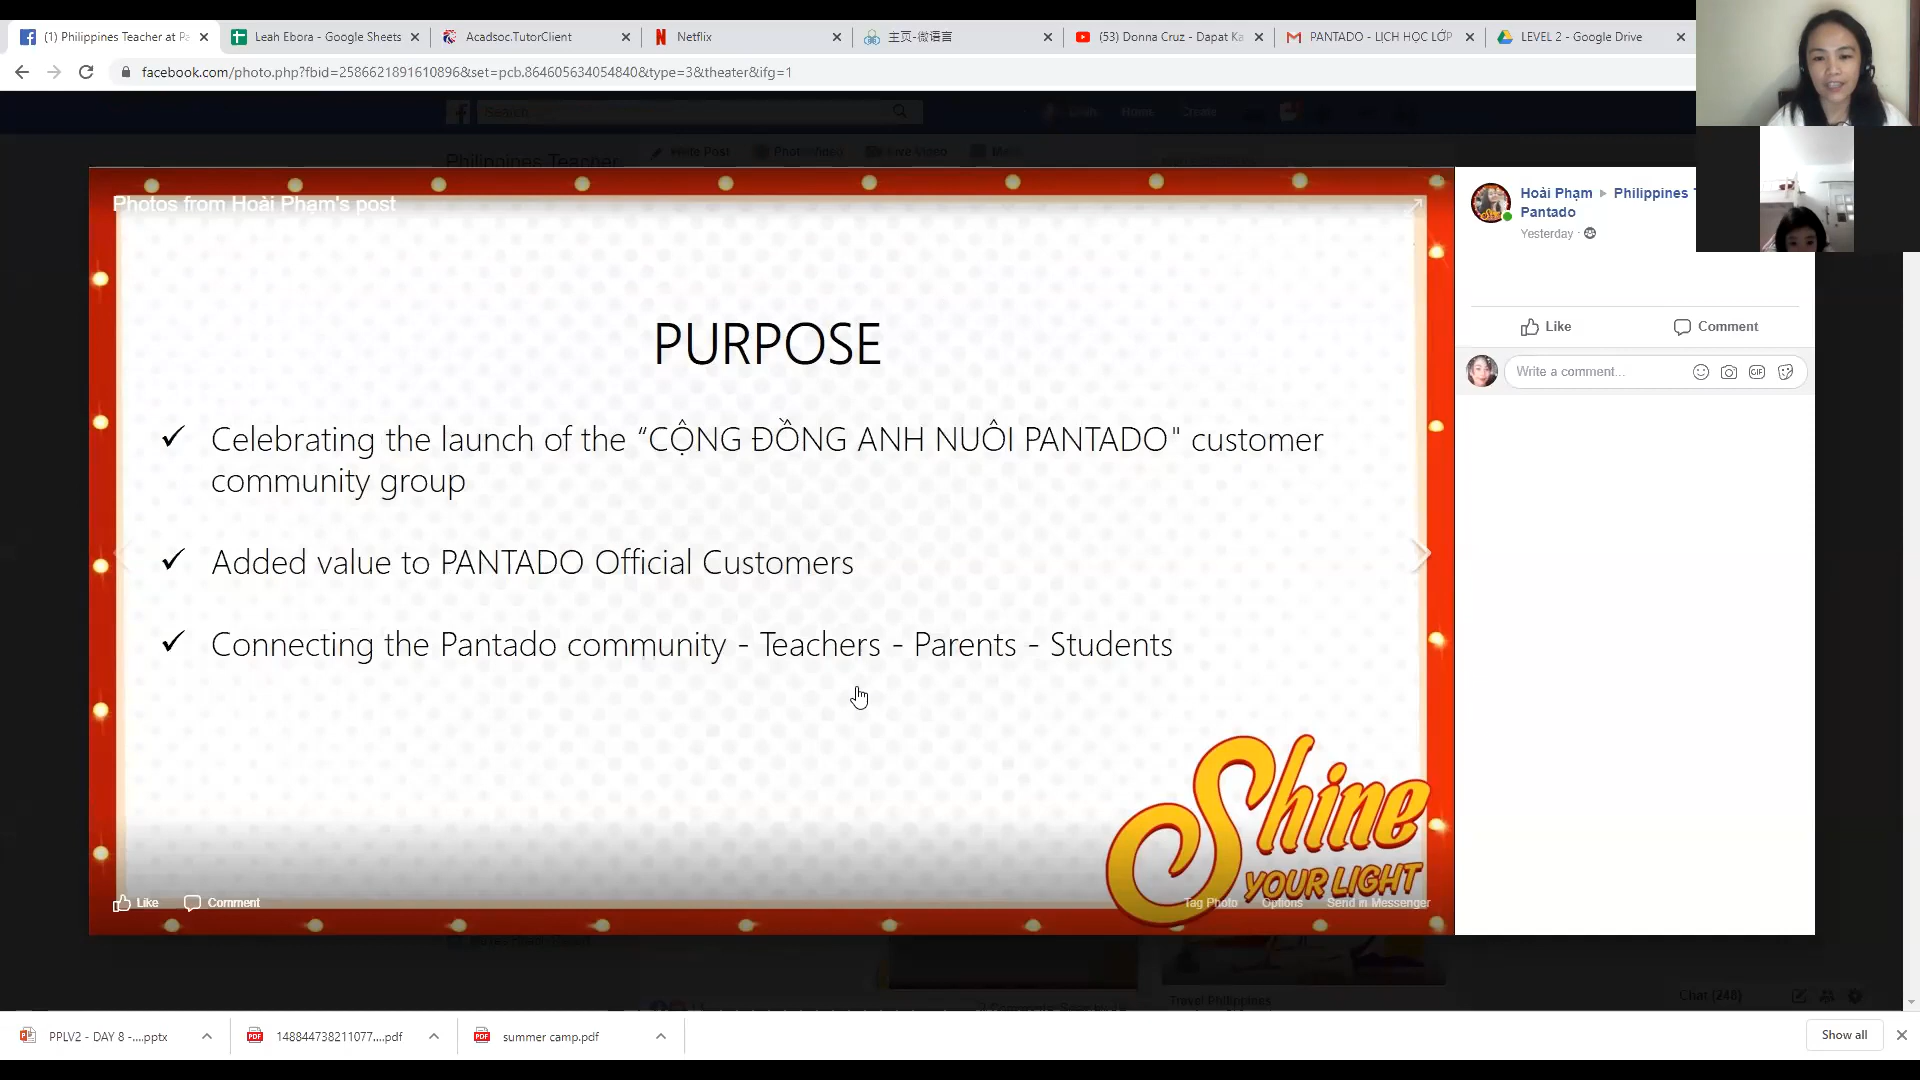 (1) Philippines Teacher at Pa
Leah Ebora - Google Sheets
Acadsoc.TutorClient
Netflix
主页-微语言
(53) Donna Cruz - Dapat Ka
PANTADO - LỊCH HỌC LỚP
LEVEL 2 - Google Drive
facebook.com/photo.php?fbid=2586621891610896&set=pcb.864605634054840&type=3&theater&ifg=1
Search
Home
Create
Philippines Teacher
Write Post
Photo/Video
Live Video
Photos from Hoài Phạm's post
PURPOSE
✓ Celebrating the launch of the “CỘNG ĐỒNG ANH NUÔI PANTADO" customer
community group
✓ Added value to PANTADO Official Customers
✓ Connecting the Pantado community - Teachers - Parents - Students
Shine
YOUR LIGHT
Like
Comment
Tag Photo
Options
Send in Messenger
Hoài Phạm
Philippines
Pantado
Yesterday ·
Like
Comment
Write a comment...
GIF
Travel Philippines
Chat (248)
PPLV2 - DAY 8 -....pptx
148844738211077....pdf
summer camp.pdf
Show all